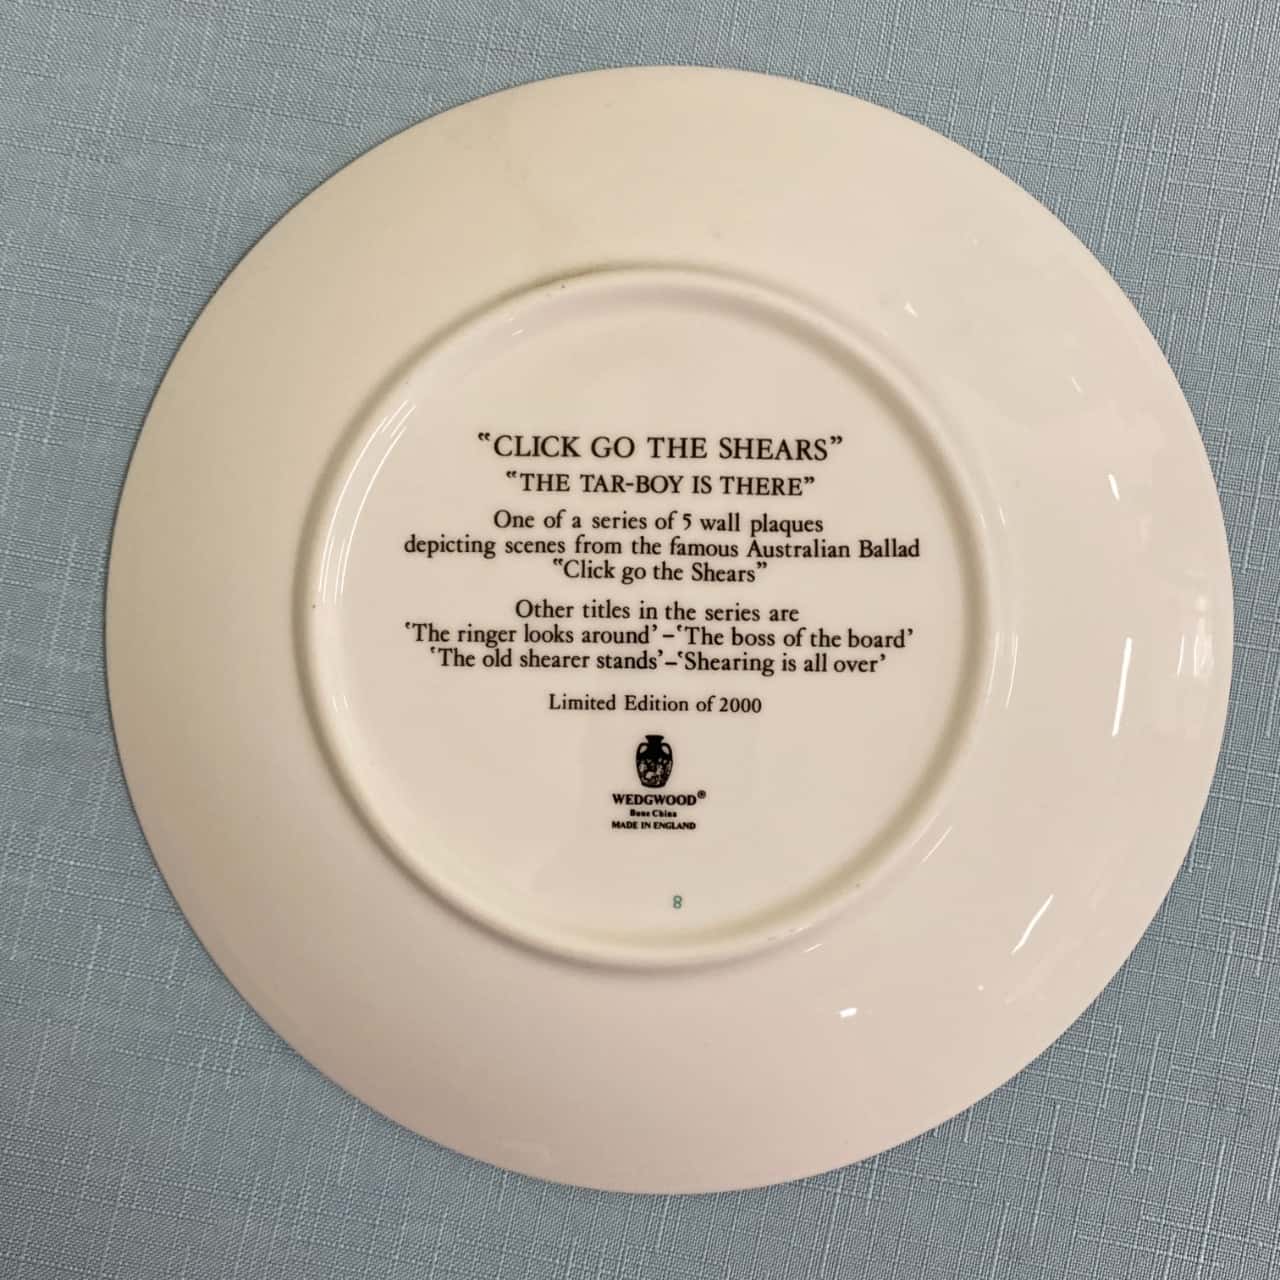 “CLICK GO THE SHEARS”
“THE TAR-BOY IS THERE”
One of a series of 5 wall plaques
depicting scenes from the famous Australian Ballad
“Click go the Shears”
Other titles in the series are
‘The ringer looks around’–‘The boss of the board’
‘The old shearer stands’–‘Shearing is all over’
Limited Edition of 2000
WEDGWOOD®
Bone China
MADE IN ENGLAND
8